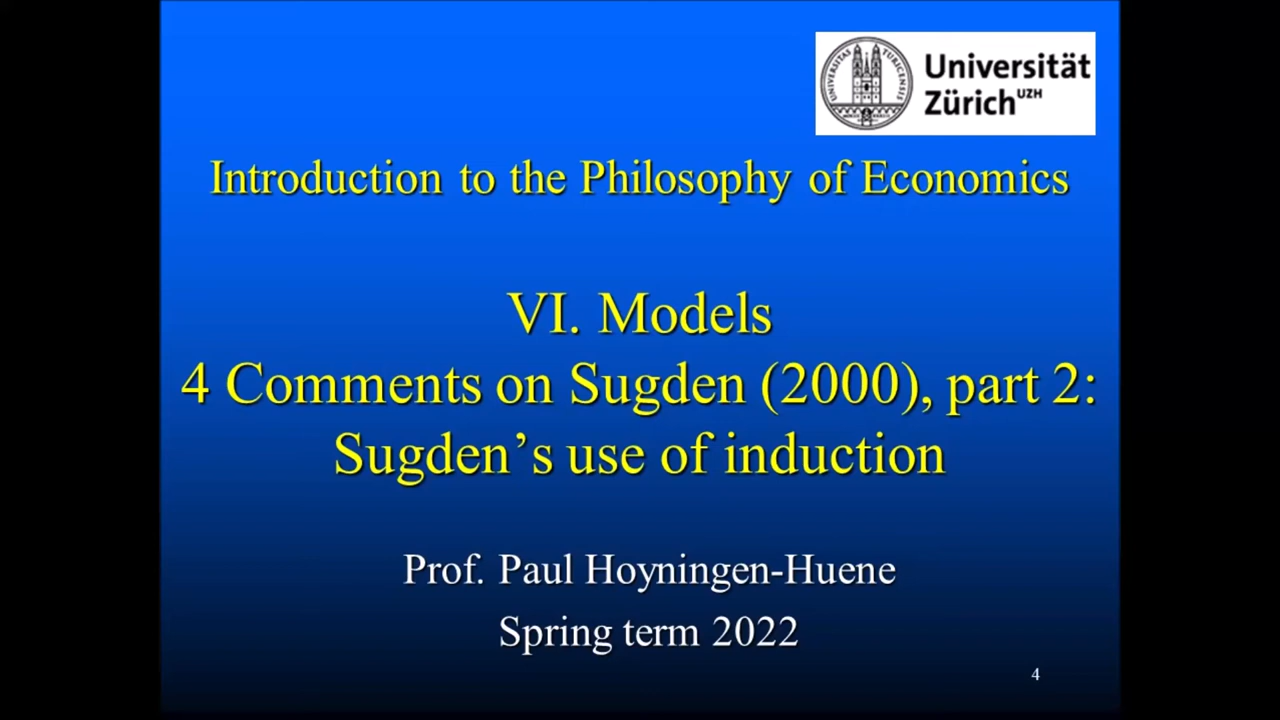 Universität
Zürich UZH
Introduction to the Philosophy of Economics
VI. Models
4 Comments on Sugden (2000), part 2:
Sugden’s use of induction
Prof. Paul Hoyningen-Huene
Spring term 2022
4